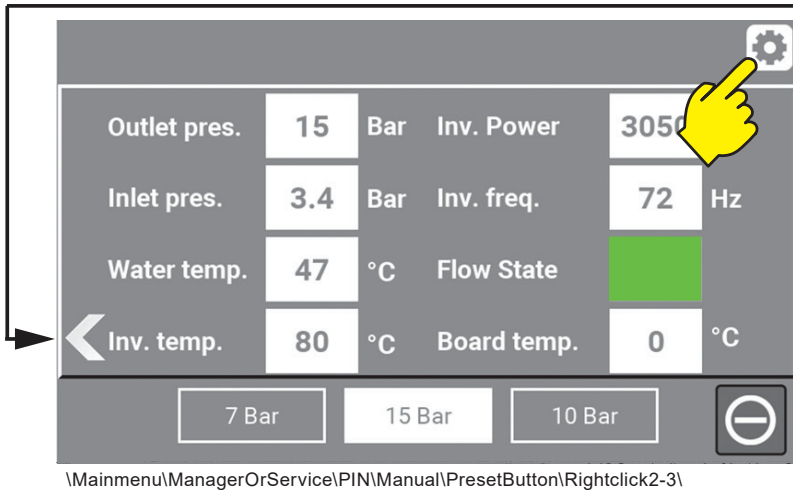 Outlet pres. 15 Bar Inv. Power 3050
Inlet pres. 3.4 Bar Inv. freq. 72 Hz
Water temp. 47 °C Flow State
Inv. temp. 80 °C Board temp. 0 °C
7 Bar 15 Bar 10 Bar
\Mainmenu\ManagerOrService\PIN\Manual\PresetButton\Rightclick2-3\